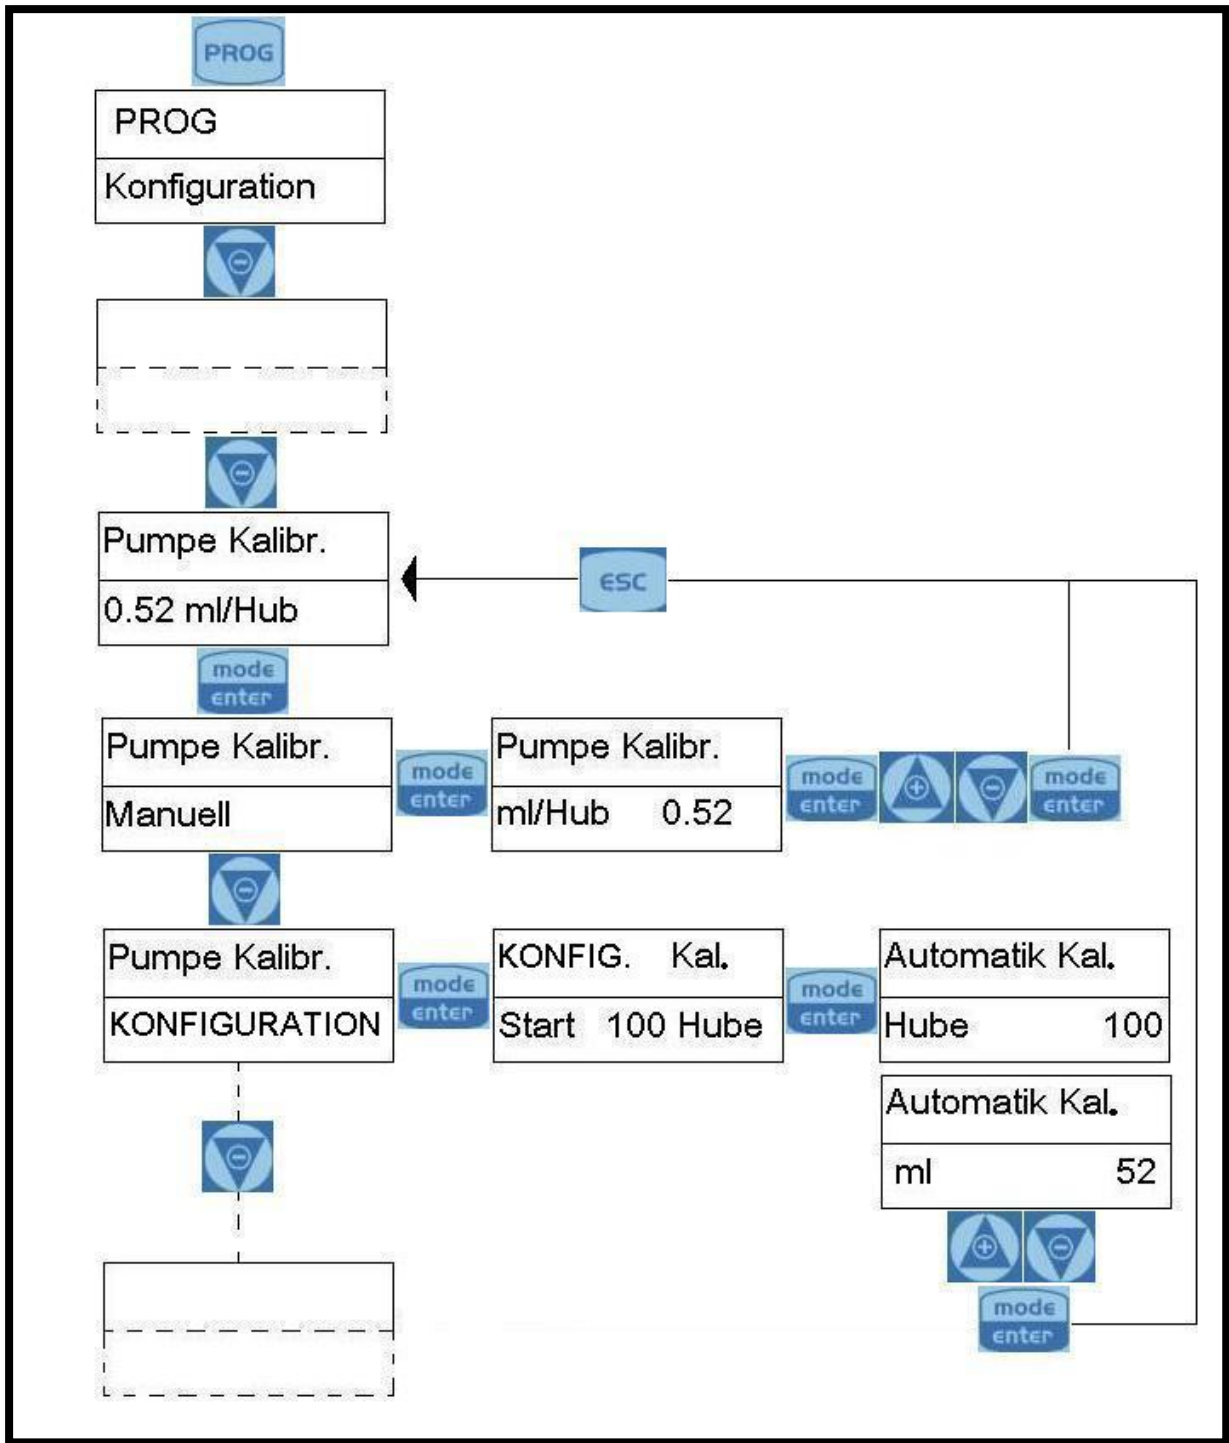 PROG
PROG
Konfiguration
Pumpe Kalibr.
0.52 ml/Hub
ESC
mode
enter
Pumpe Kalibr.
Manuell
mode
enter
Pumpe Kalibr.
ml/Hub 0.52
mode
enter
mode
enter
Pumpe Kalibr.
KONFIGURATION
mode
enter
KONFIG. Kal.
Start 100 Hube
mode
enter
Automatik Kal.
Hube 100
Automatik Kal.
ml 52
mode
enter